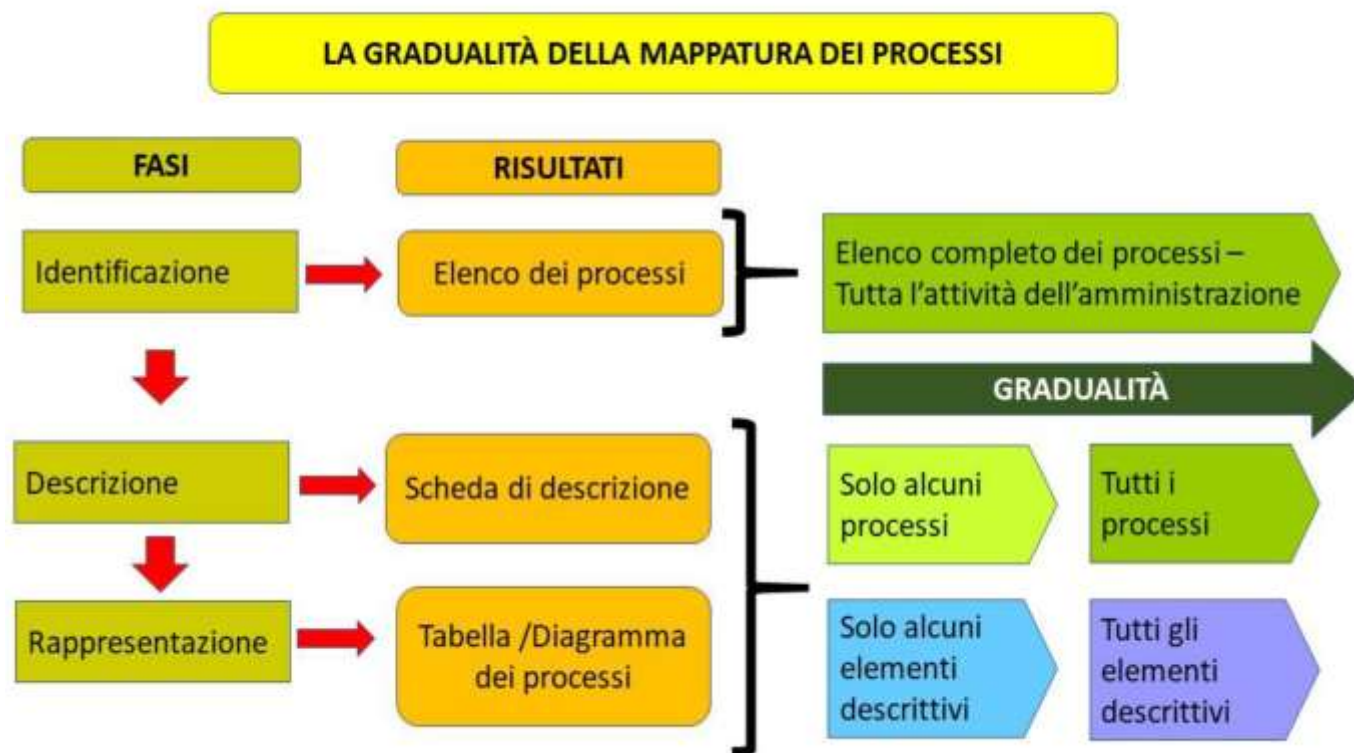 LA GRADUALITÀ DELLA MAPPATURA DEI PROCESSI
FASI
RISULTATI
Identificazione
Elenco dei processi
Elenco completo dei processi –
Tutta l'attività dell'amministrazione
GRADUALITÀ
Descrizione
Scheda di descrizione
Solo alcuni
processi
Tutti i
processi
Rappresentazione
Tabella /Diagramma
dei processi
Solo alcuni
elementi
descrittivi
Tutti gli
elementi
descrittivi